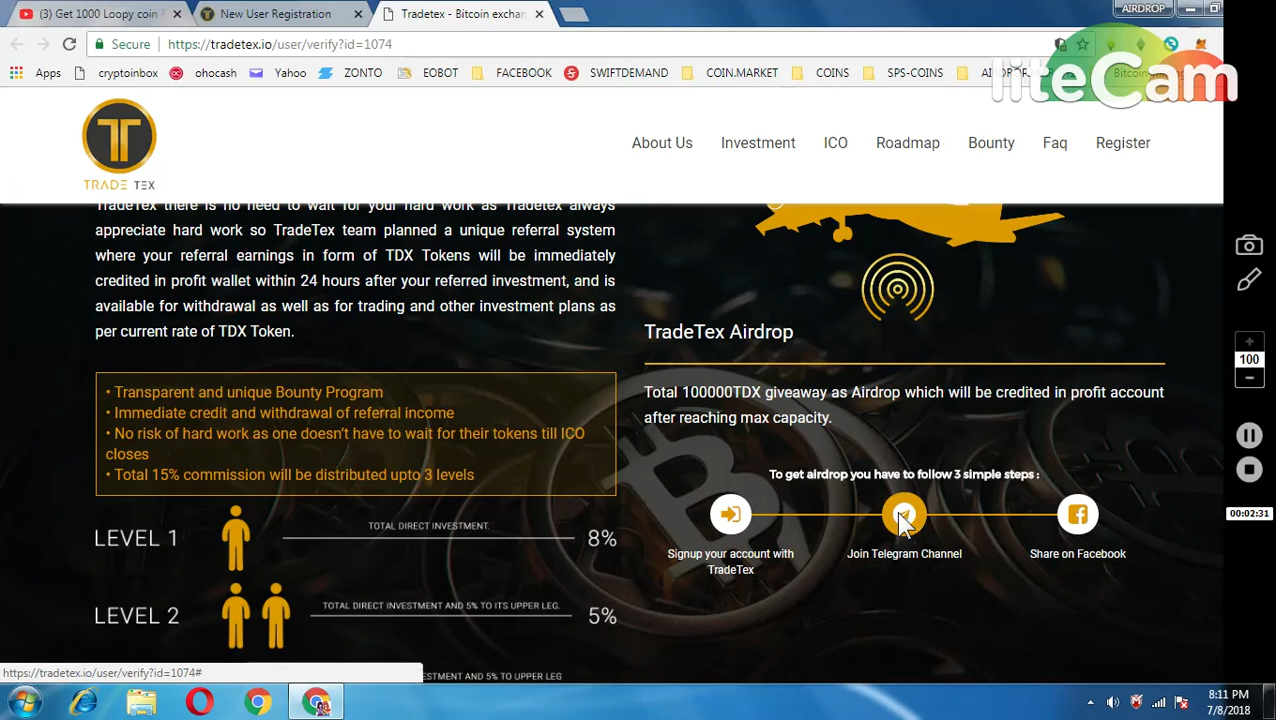 (3) Get 1000 Loopy coin F
New User Registration
Tradetex - Bitcoin exchan
AIRDROP
Secure
https://tradetex.io/user/verify?id=1074
Apps
cryptoinbox
ohocash
Yahoo
ZONTO
EOBOT
FACEBOOK
SWIFTDEMAND
COIN.MARKET
COINS
SPS-COINS
liteCam
TRADE TEX
About Us
Investment
ICO
Roadmap
Bounty
Faq
Register
TradeTex there is no need to wait for your hard work as Tradetex always
appreciate hard work so TradeTex team planned a unique referral system
where your referral earnings in form of TDX Tokens will be immediately
credited in profit wallet within 24 hours after your referred investment, and is
available for withdrawal as well as for trading and other investment plans as
per current rate of TDX Token.
• Transparent and unique Bounty Program
• Immediate credit and withdrawal of referral income
• No risk of hard work as one doesn't have to wait for their tokens till ICO
closes
• Total 15% commission will be distributed upto 3 levels
LEVEL 1
TOTAL DIRECT INVESTMENT.
8%
LEVEL 2
TOTAL DIRECT INVESTMENT AND 5% TO ITS UPPER LEG.
5%
INVESTMENT AND 5% TO ITS UPPER LEG
TradeTex Airdrop
Total 100000TDX giveaway as Airdrop which will be credited in profit account
after reaching max capacity.
To get airdrop you have to follow 3 simple steps :
Signup your account with
TradeTex
Join Telegram Channel
Share on Facebook
https://tradetex.io/user/verify?id=1074#
100
00:02:31
8:11 PM
7/8/2018